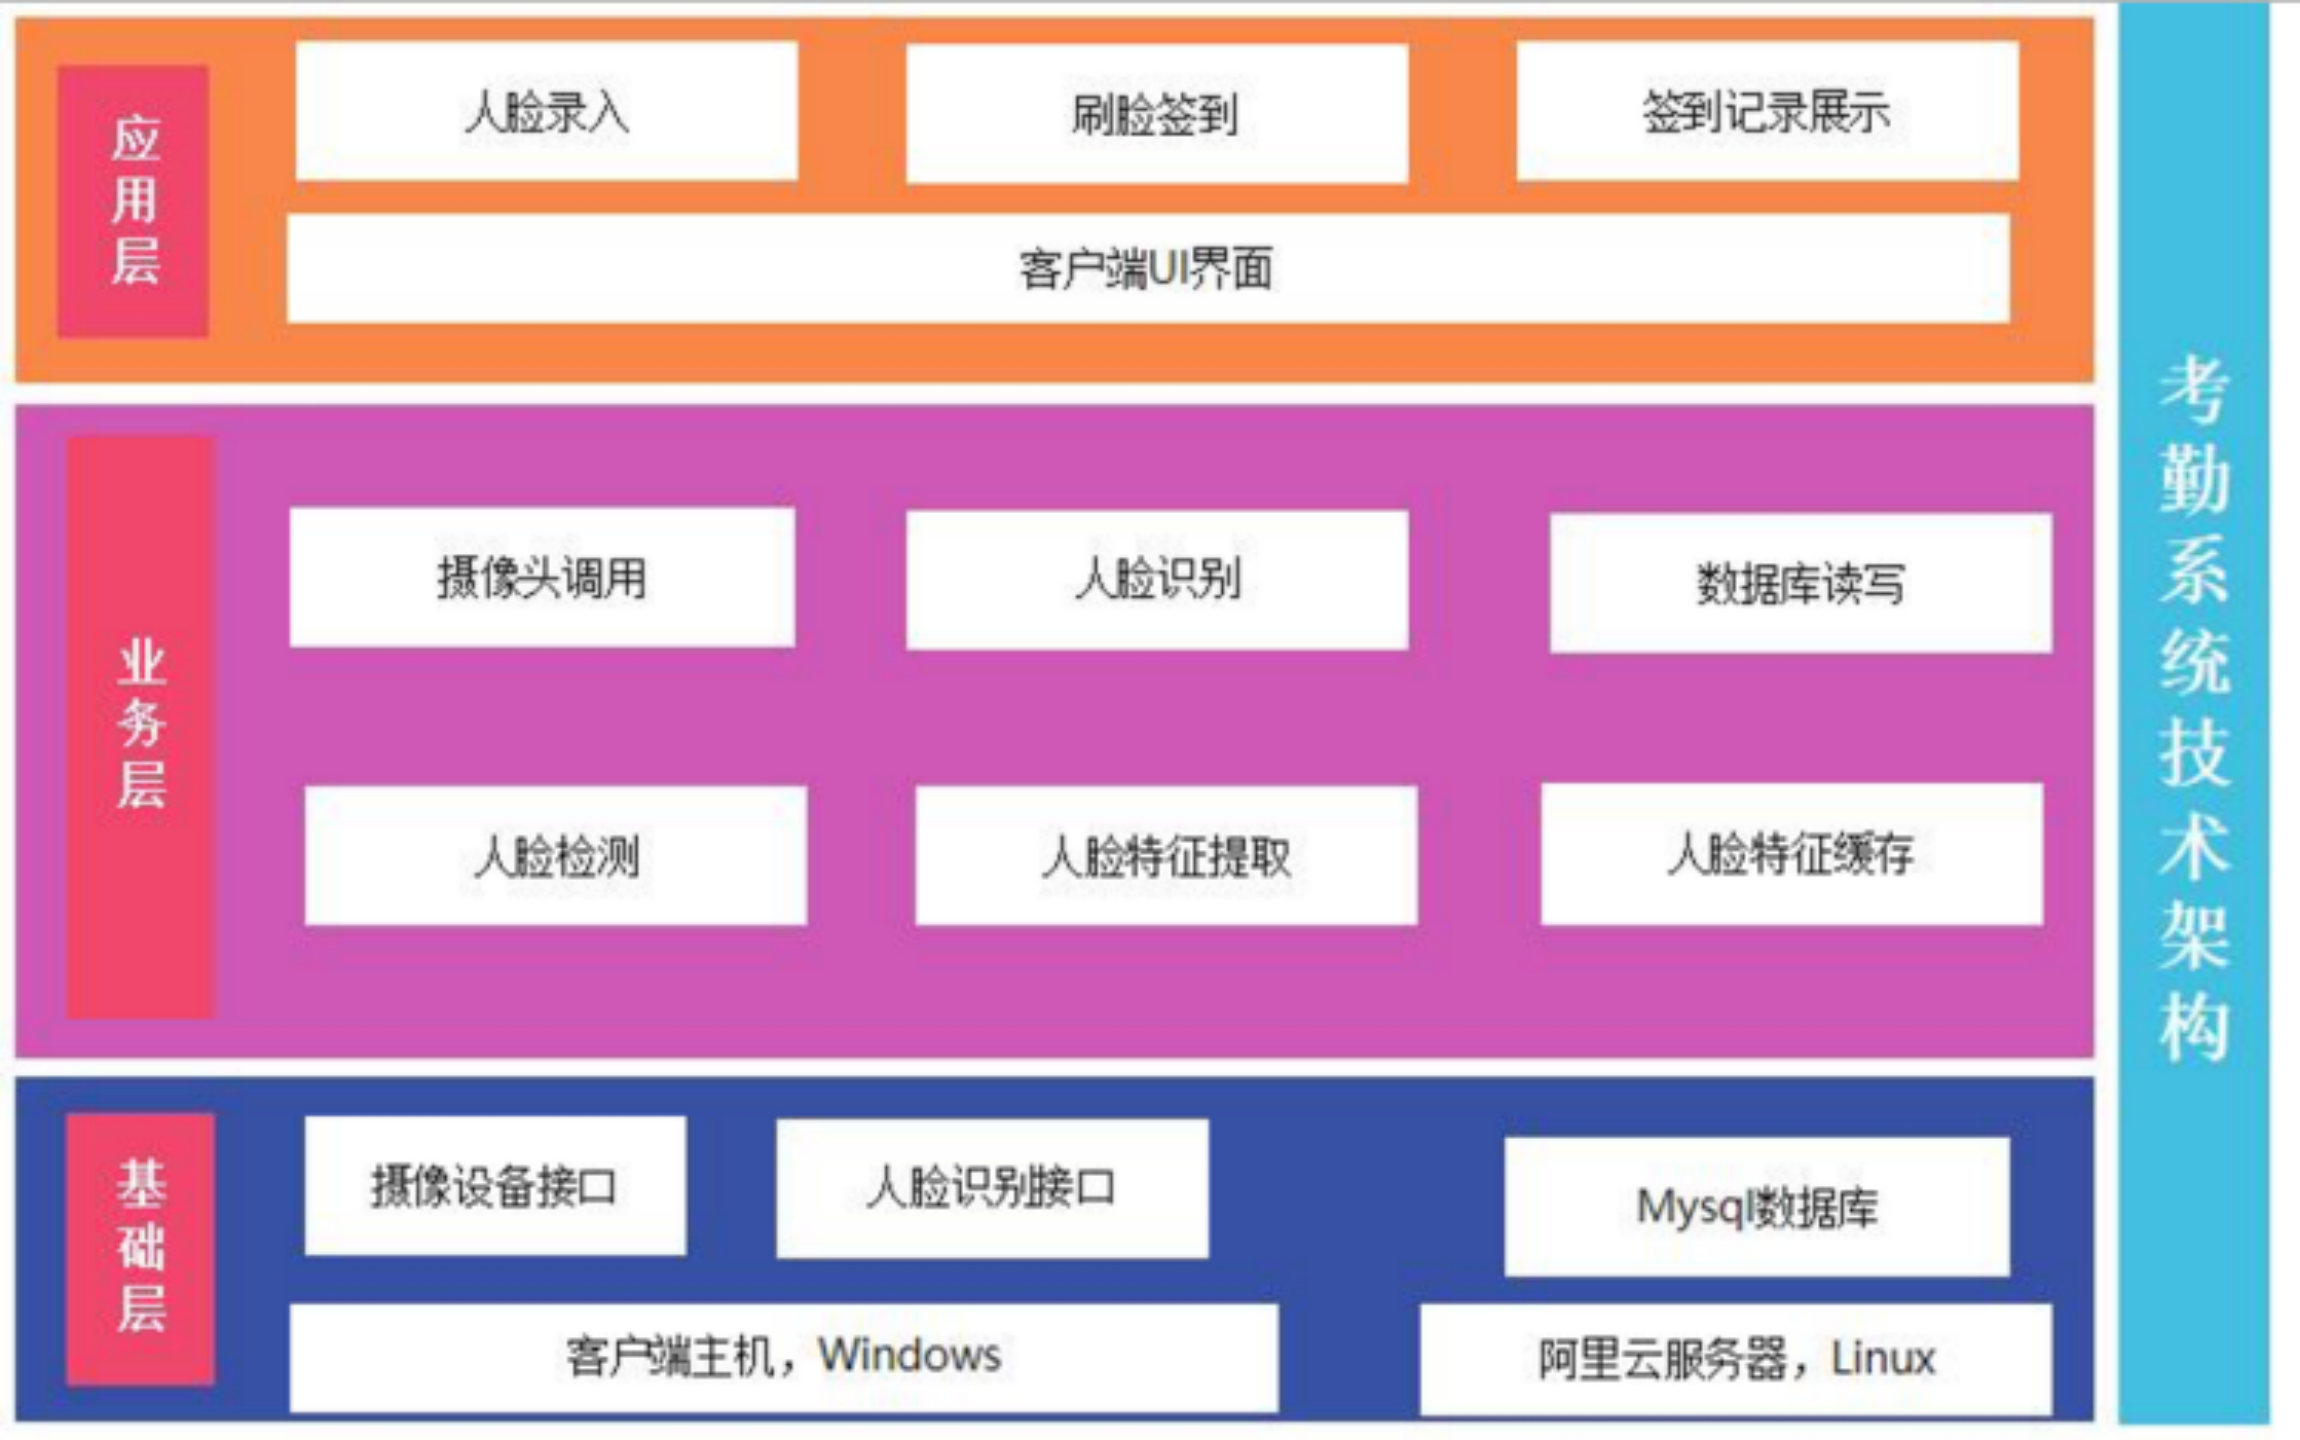 应用层
人脸录入
刷脸签到
签到记录展示
客户端UI界面
业务层
摄像头调用
人脸识别
数据库读写
人脸检测
人脸特征提取
人脸特征缓存
基础层
摄像设备接口
人脸识别接口
Mysql数据库
客户端主机，Windows
阿里云服务器，Linux
考勤系统技术架构